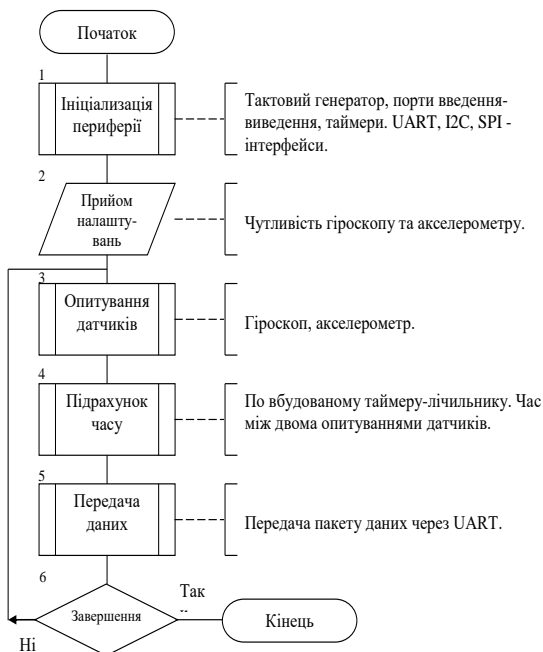 Початок
1
Ініціализація
периферії
Тактовий генератор, порти введення-
виведення, таймери. UART, I2C, SPI -
інтерфейси.
2
Прийом
налашту-
вань
Чутливість гіроскопу та акселерометру.
3
Опитування
датчиків
Гіроскоп, акселерометр.
4
Підрахунок
часу
По вбудованому таймеру-лічильнику. Час
між двома опитуваннями датчиків.
5
Передача
даних
Передача пакету даних через UART.
6
Завершення
Так
Кінець
Ні